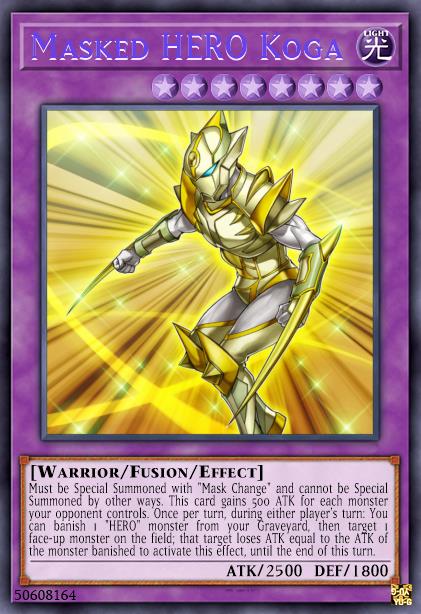 Masked HERO Koga
LIGHT
光
[Warrior/Fusion/Effect]
Must be Special Summoned with "Mask Change" and cannot be Special
Summoned by other ways. This card gains 500 ATK for each monster
your opponent controls. Once per turn, during either player's turn: You
can banish 1 "HERO" monster from your Graveyard, then target 1
face-up monster on the field; that target loses ATK equal to the ATK of
the monster banished to activate this effect, until the end of this turn.
ATK/2500 DEF/1800
50608164